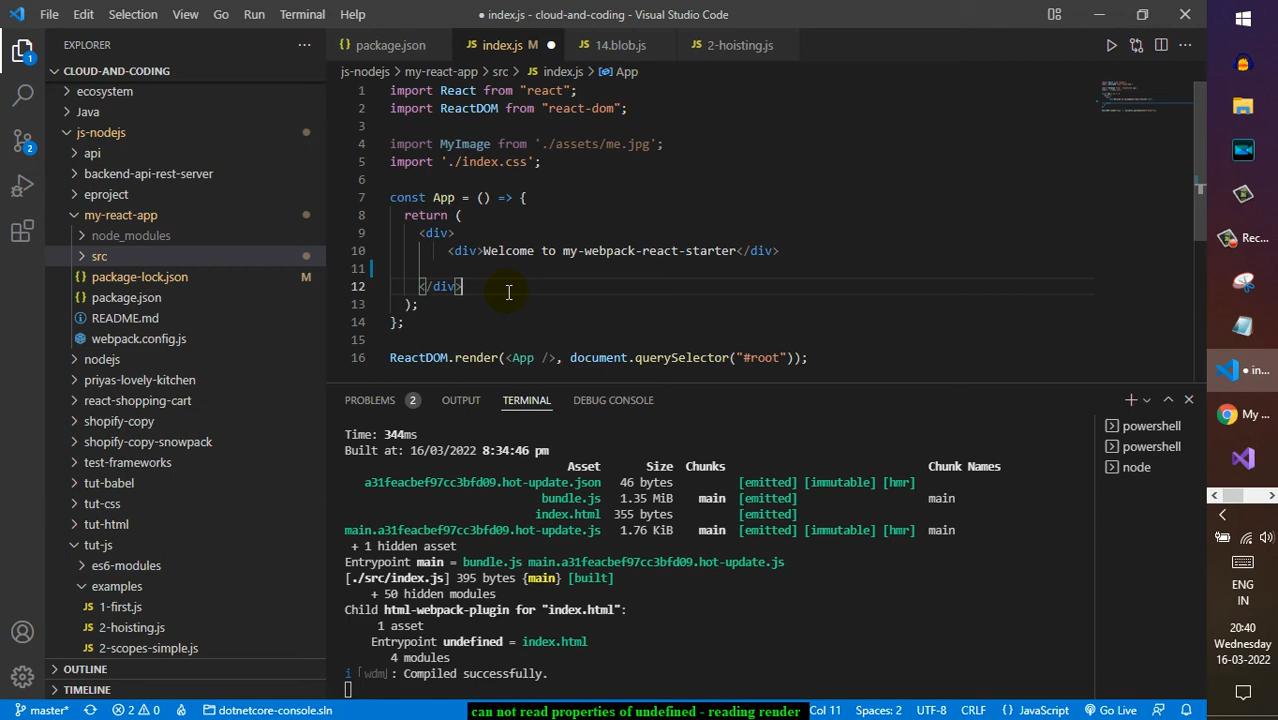 File Edit Selection View Go Run Terminal Help
● index.js - cloud-and-coding - Visual Studio Code
EXPLORER
package.json
index.js M
14.blob.js
2-hoisting.js
CLOUD-AND-CODING
js-nodejs > my-react-app > src > JS index.js > App
ecosystem
Java
js-nodejs
api
backend-api-rest-server
eproject
my-react-app
node_modules
src
package-lock.json M
package.json
README.md
webpack.config.js
nodejs
priyas-lovely-kitchen
react-shopping-cart
shopify-copy
shopify-copy-snowpack
test-frameworks
tut-babel
tut-css
tut-html
tut-js
es6-modules
examples
JS 1-first.js
JS 2-hoisting.js
JS 2-scopes-simple.js
OUTLINE
TIMELINE
1 import React from "react";
2 import ReactDOM from "react-dom";
3
4 import MyImage from './assets/me.jpg';
5 import './index.css';
6
7 const App = () => {
8 return (
9 <div>
10 <div>Welcome to my-webpack-react-starter</div>
11
12 </div>
13 );
14 };
15
16 ReactDOM.render(<App />, document.querySelector("#root"));
PROBLEMS 2 OUTPUT TERMINAL DEBUG CONSOLE
Time: 344ms
Built at: 16/03/2022 8:34:46 pm
Asset Size Chunks Chunk Names
a31feacbef97cc3bfd09.hot-update.json 46 bytes [emitted] [immutable] [hmr]
bundle.js 1.35 MiB main [emitted] main
index.html 355 bytes [emitted]
main.a31feacbef97cc3bfd09.hot-update.js 1.76 KiB main [emitted] [immutable] [hmr] main
+ 1 hidden asset
Entrypoint main = bundle.js main.a31feacbef97cc3bfd09.hot-update.js
[./src/index.js] 395 bytes {main} [built]
+ 50 hidden modules
Child html-webpack-plugin for "index.html":
1 asset
Entrypoint undefined = index.html
4 modules
i ｢wdm｣: Compiled successfully.
powershell
powershell
node
Rec...
in...
My ...
ENG
IN
20:40
Wednesday
16-03-2022
master* 2 0 dotnetcore-console.sln
can not read properties of undefined - reading render
Col 11 Spaces: 2 UTF-8 CRLF JavaScript Go Live